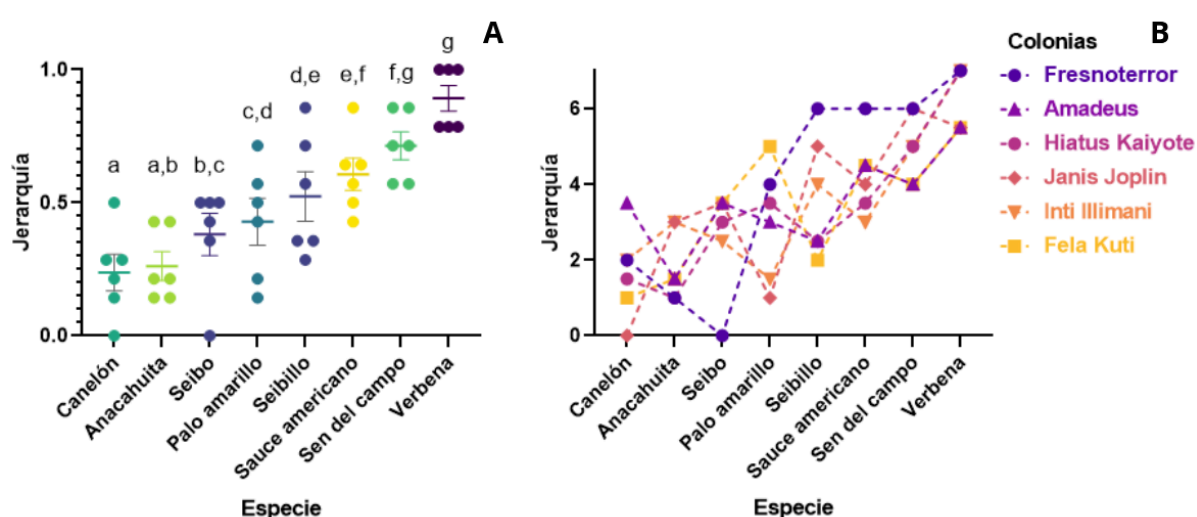 A
g
f,g
e,f
d,e
c,d
b,c
a,b
a
1.0
0.5
0.0
Jerarquía
Canelón
Anacahuita
Seibo
Palo amarillo
Seibillo
Sauce americano
Sen del campo
Verbena
Especie
B
Colonias
Fresnoterror
Amadeus
Hiatus Kaiyote
Janis Joplin
Inti Illimani
Fela Kuti
6
4
2
0
Jerarquía
Canelón
Anacahuita
Seibo
Palo amarillo
Seibillo
Sauce americano
Sen del campo
Verbena
Especie